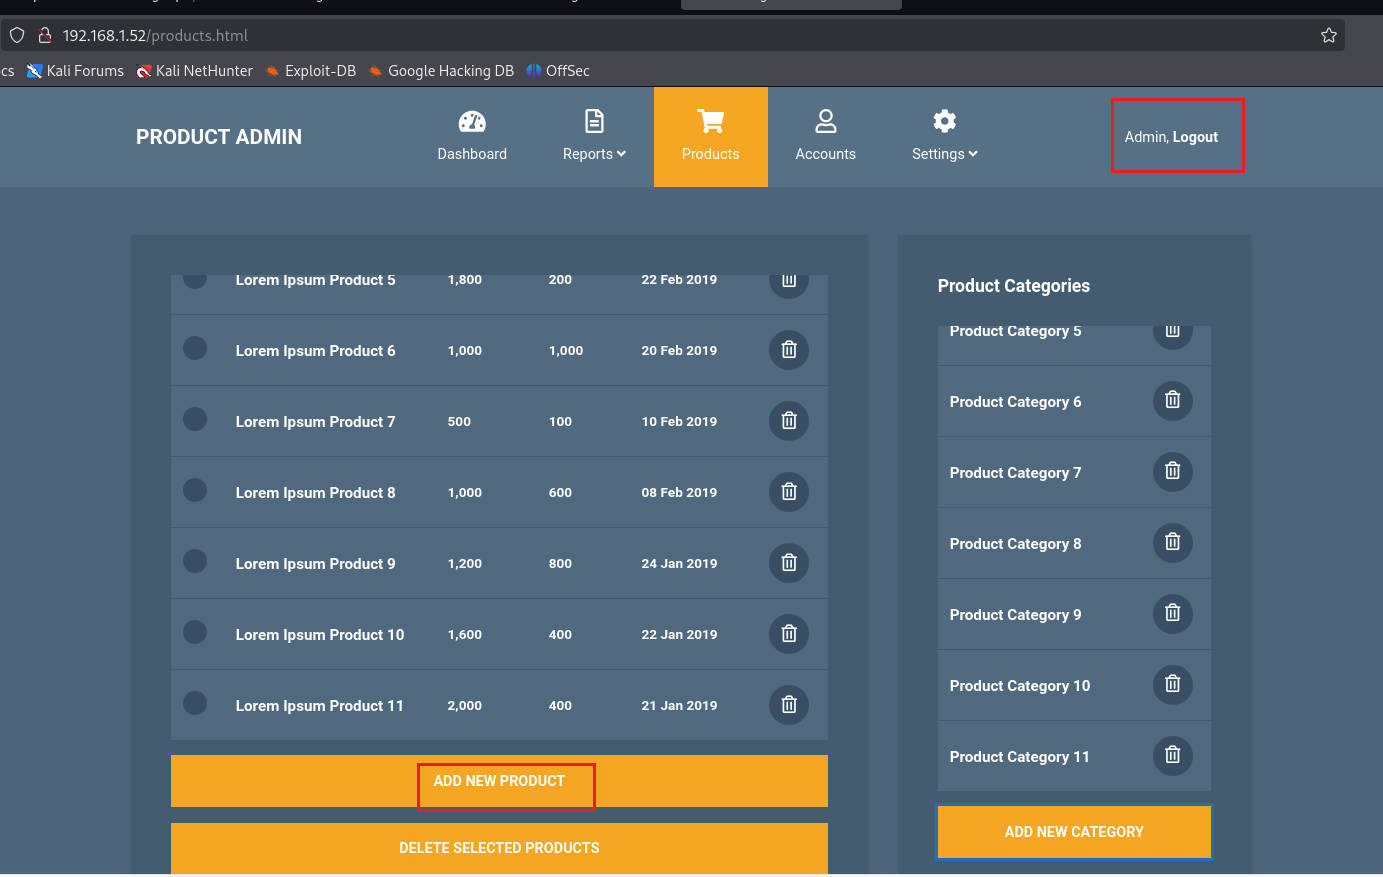 192.168.1.52/products.html
cs Kali Forums Kali NetHunter Exploit-DB Google Hacking DB OffSec
PRODUCT ADMIN
Dashboard
Reports
Products
Accounts
Settings
Admin, Logout
Lorem Ipsum Product 5 1,800 200 22 Feb 2019
Lorem Ipsum Product 6 1,000 1,000 20 Feb 2019
Lorem Ipsum Product 7 500 100 10 Feb 2019
Lorem Ipsum Product 8 1,000 600 08 Feb 2019
Lorem Ipsum Product 9 1,200 800 24 Jan 2019
Lorem Ipsum Product 10 1,600 400 22 Jan 2019
Lorem Ipsum Product 11 2,000 400 21 Jan 2019
ADD NEW PRODUCT
DELETE SELECTED PRODUCTS
Product Categories
Product Category 5
Product Category 6
Product Category 7
Product Category 8
Product Category 9
Product Category 10
Product Category 11
ADD NEW CATEGORY